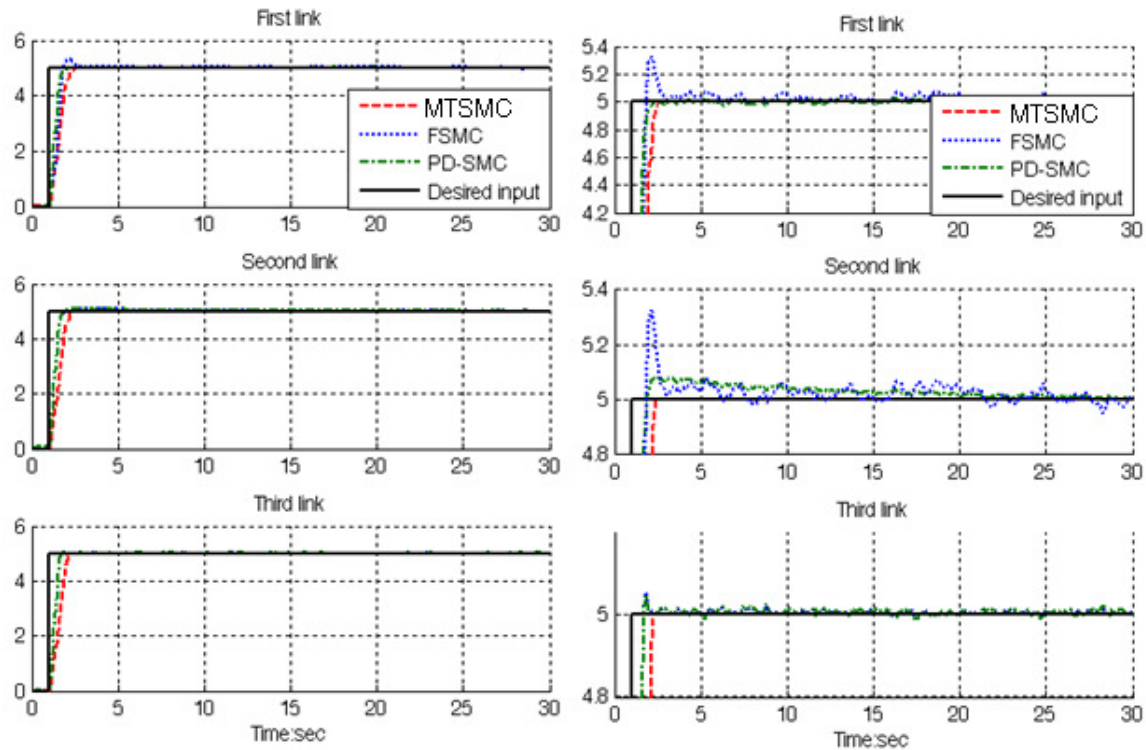 First link
6
4
2
0
0 5 10 15 20 25 30
MTSMC
FSMC
PD-SMC
Desired input
Second link
6
4
2
0
0 5 10 15 20 25 30
Third link
6
4
2
0
0 5 10 15 20 25 30
Time:sec
First link
5.4
5.2
5
4.8
4.6
4.4
4.2
0 5 10 15 20 25 30
MTSMC
FSMC
PD-SMC
Desired input
Second link
5.4
5.2
5
4.8
0 5 10 15 20 25 30
Third link
5
4.8
0 5 10 15 20 25 30
Time:sec